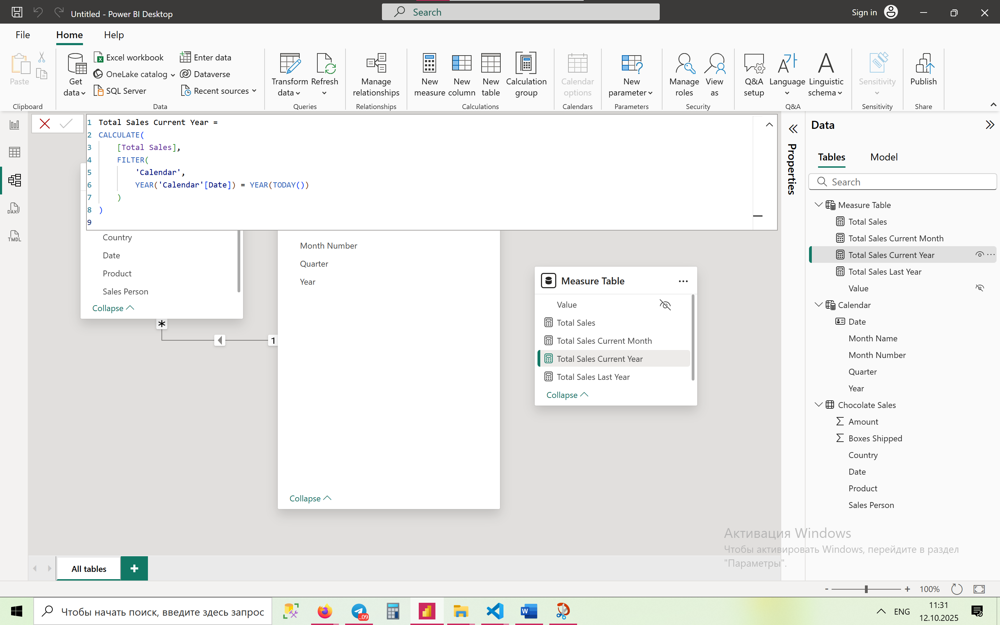 Untitled - Power BI Desktop
Search
Sign in
File
Home
Help
Paste
Clipboard
Get data
Excel workbook
OneLake catalog
SQL Server
Enter data
Dataverse
Recent sources
Data
Transform data
Refresh
Queries
Manage relationships
Relationships
New measure
New column
New table
Calculation group
Calculations
Calendar options
Calendars
New parameter
Parameters
Manage roles
View as
Security
Q&A setup
Language
Linguistic schema
Q&A
Sensitivity
Sensitivity
Publish
Share
DAX
TMDL
1 Total Sales Current Year =
2 CALCULATE(
3 [Total Sales],
4 FILTER(
5 'Calendar',
6 YEAR('Calendar'[Date]) = YEAR(TODAY())
7 )
8 )
9
Country
Date
Product
Sales Person
Collapse
*
1
Month Number
Quarter
Year
Collapse
Measure Table
Value
Total Sales
Total Sales Current Month
Total Sales Current Year
Total Sales Last Year
Collapse
Properties
Data
Tables
Model
Search
Measure Table
Total Sales
Total Sales Current Month
Total Sales Current Year
Total Sales Last Year
Value
Calendar
Date
Month Name
Month Number
Quarter
Year
Chocolate Sales
Amount
Boxes Shipped
Country
Date
Product
Sales Person
Активация Windows
Чтобы активировать Windows, перейдите в раздел
"Параметры".
All tables
- + 100%
Чтобы начать поиск, введите здесь запрос
..09
W
ENG
11:31
12.10.2025